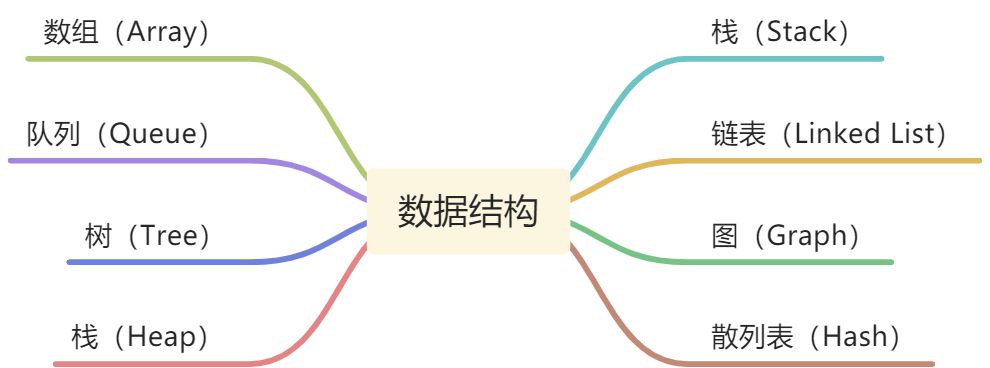 数组（Array）
栈（Stack）
队列（Queue）
链表（Linked List）
数据结构
树（Tree）
图（Graph）
栈（Heap）
散列表（Hash）